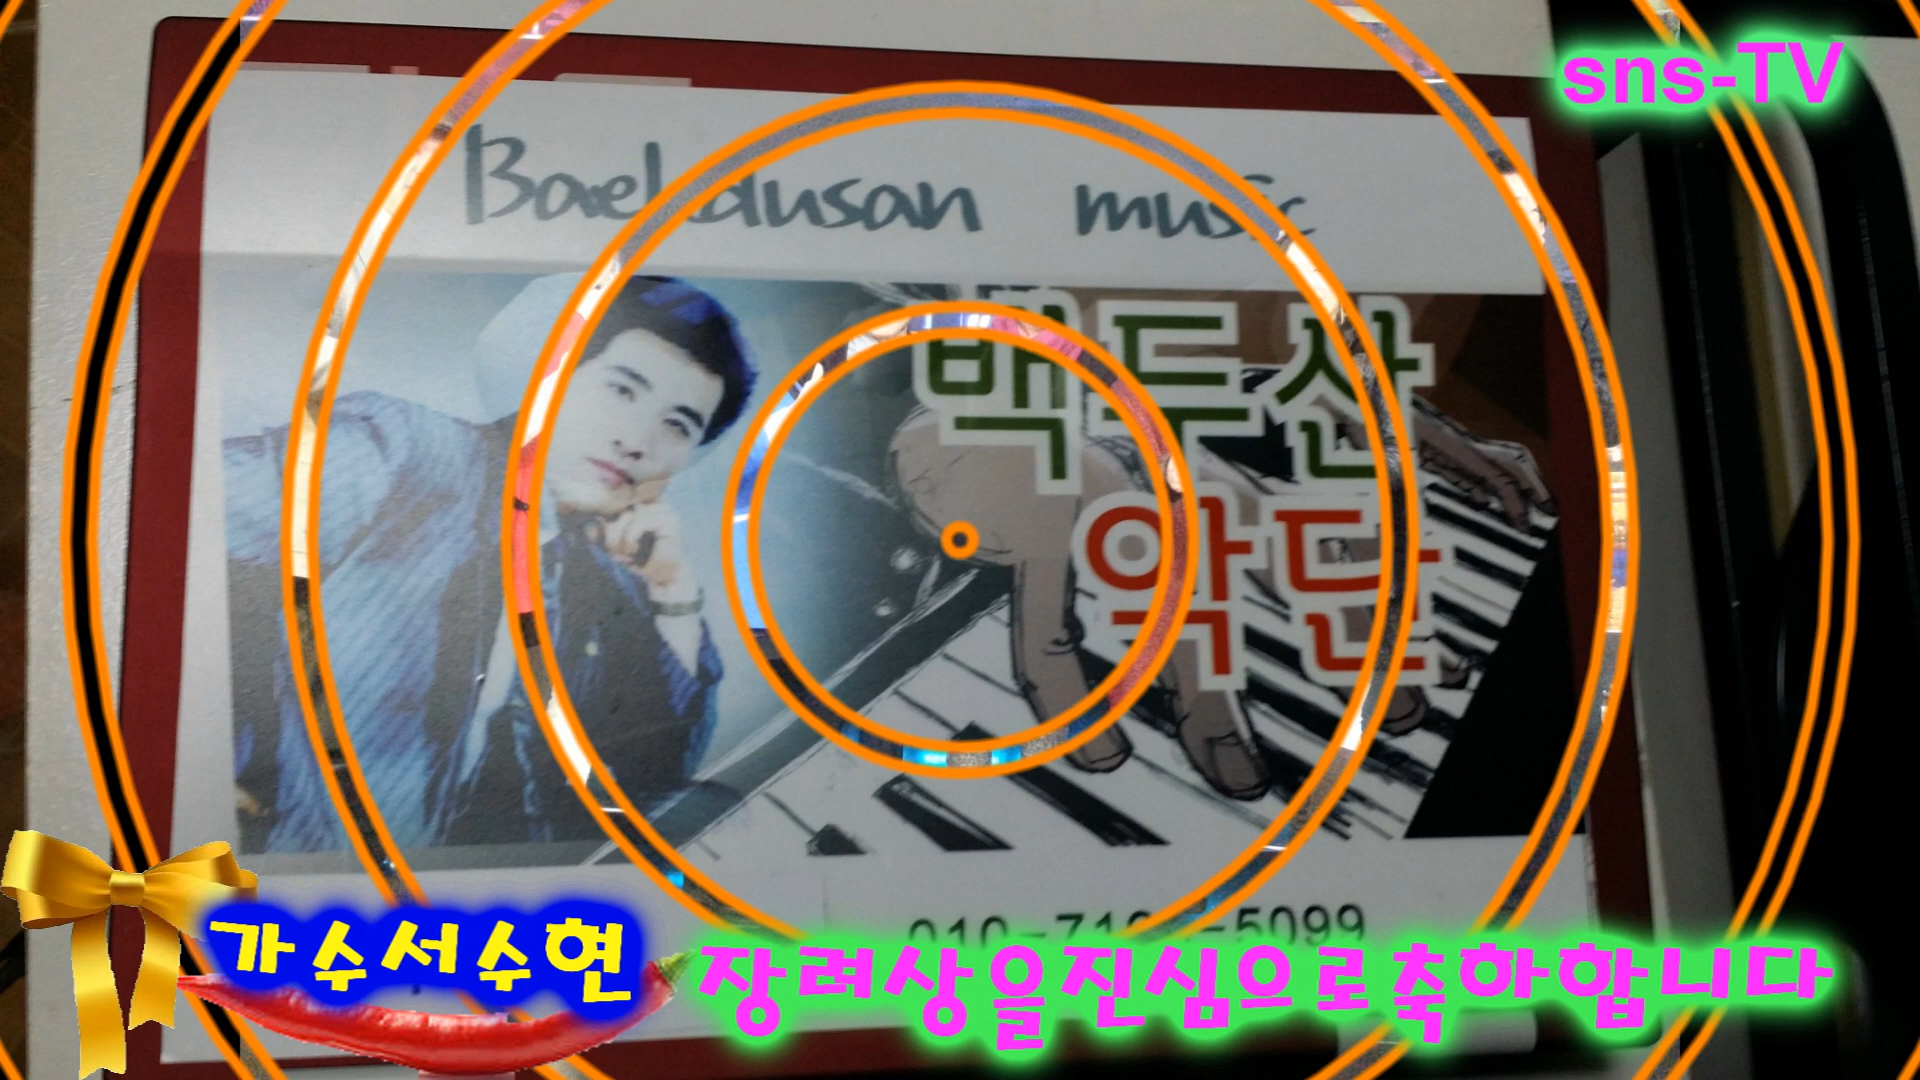 sns-TV
Baekdusan music
백두산
악단
가수서수현
장려상을진심으로축하합니다